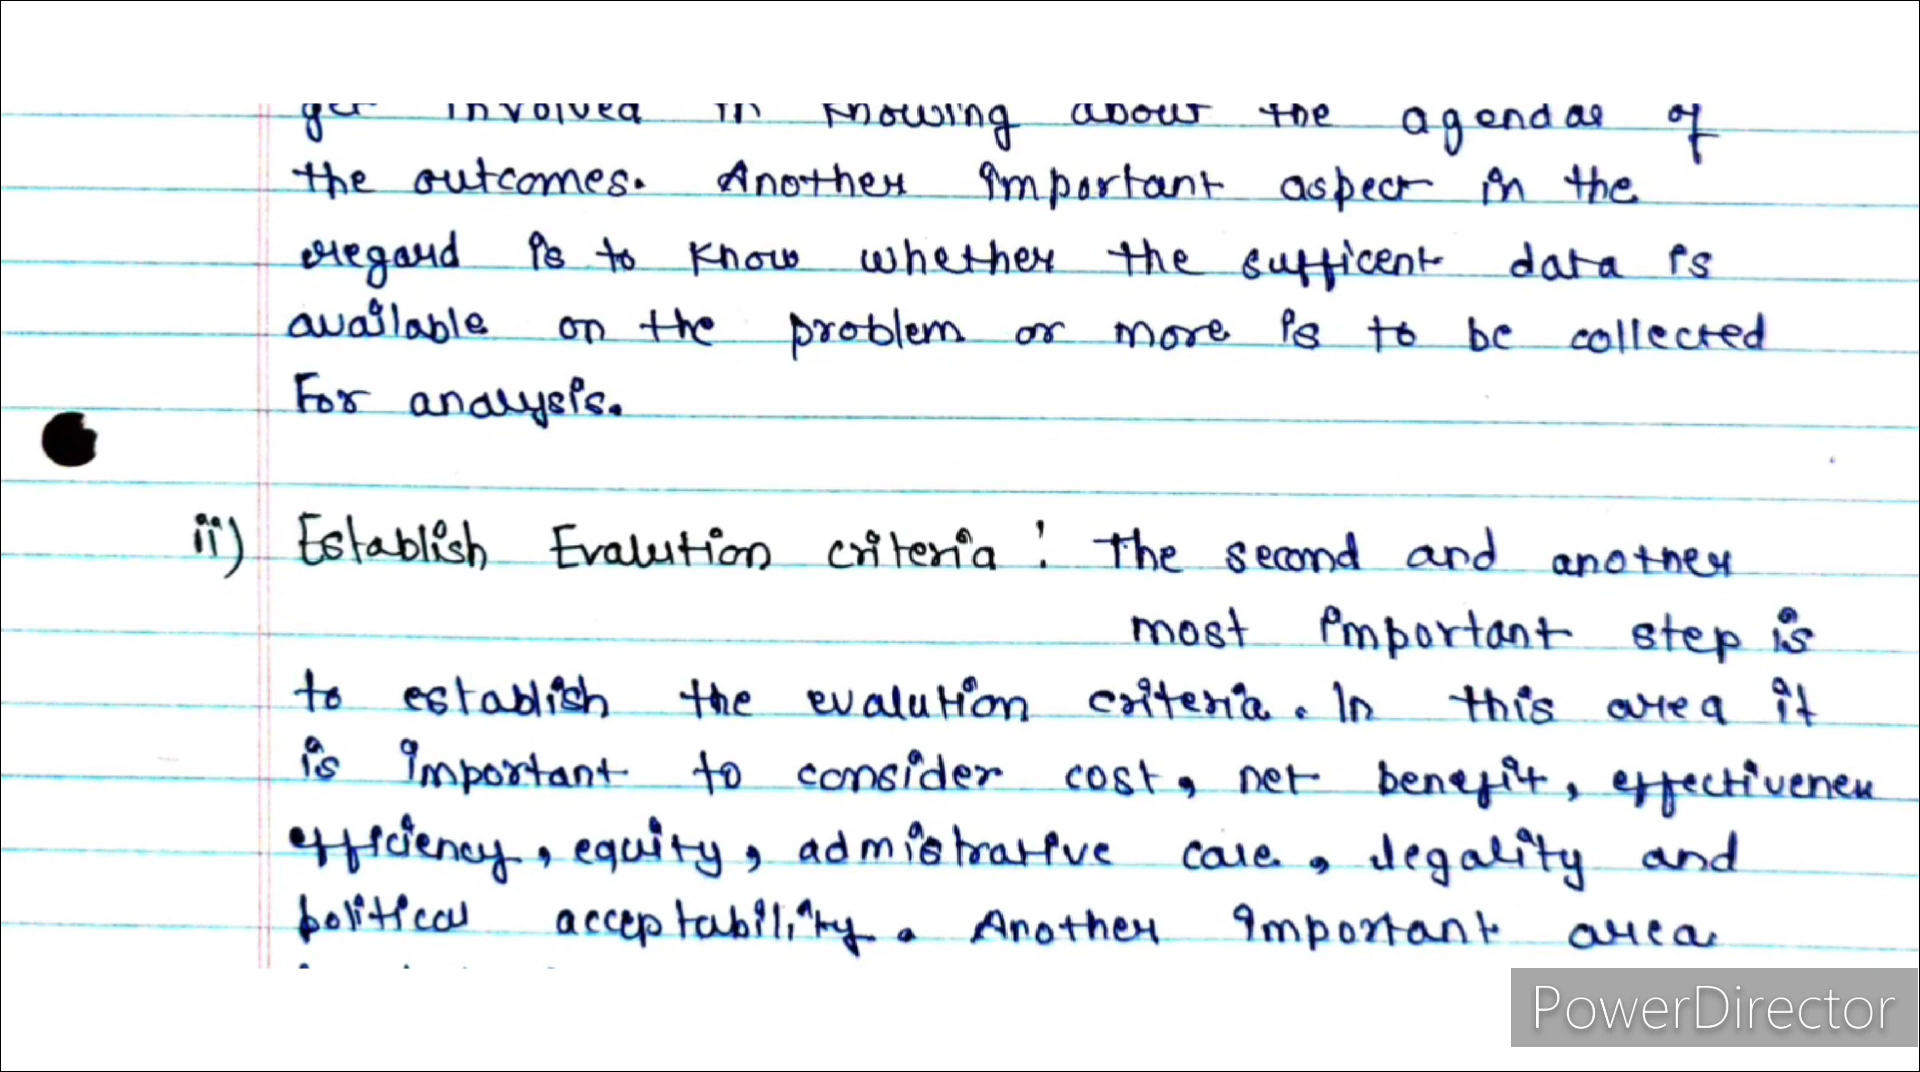 get involved in knowing about the agendas of
the outcomes. Another important aspect in the
regard is to know whether the sufficent data is
available on the problem or more is to be collected
For analysis.
ii) Establish Evalution criteria : The second and another
most important step is
to establish the evalution criteria. In this area it
is important to consider cost, net benefit, effectiveness
efficiency, equity, admistrative case, legality and
political acceptability. Another important area
PowerDirector